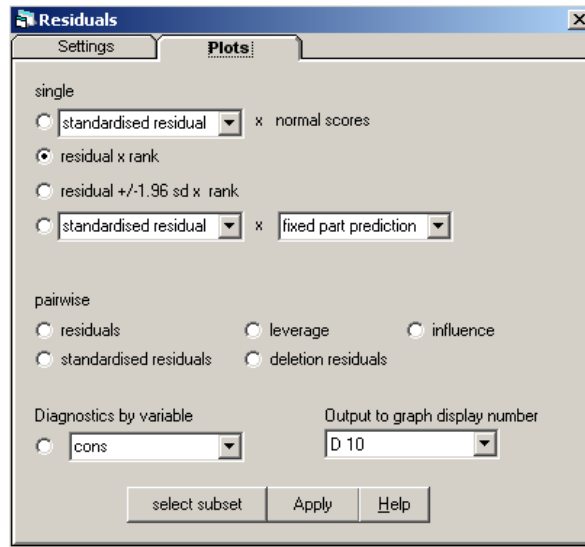 Residuals
Settings Plots
single
standardised residual x normal scores
residual x rank
residual +/-1.96 sd x rank
standardised residual x fixed part prediction
pairwise
residuals leverage influence
standardised residuals deletion residuals
Diagnostics by variable Output to graph display number
cons D 10
select subset Apply Help